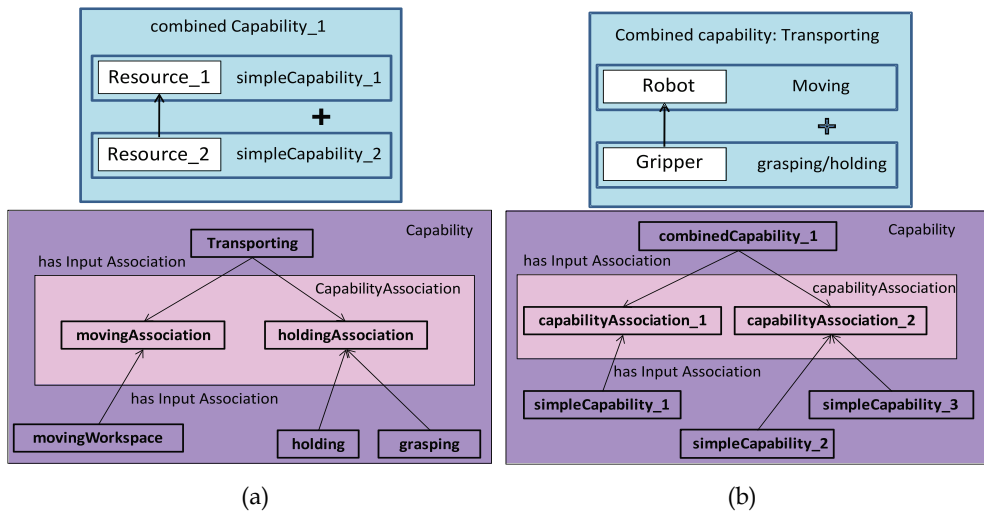 combined Capability_1
Resource_1
simpleCapability_1
+
Resource_2
simpleCapability_2
Capability
Transporting
has Input Association
CapabilityAssociation
movingAssociation
holdingAssociation
has Input Association
movingWorkspace
holding
grasping
(a)
Combined capability: Transporting
Robot
Moving
+
Gripper
grasping/holding
Capability
combinedCapability_1
has Input Association
capabilityAssociation
capabilityAssociation_1
capabilityAssociation_2
has Input Association
simpleCapability_1
simpleCapability_3
simpleCapability_2
(b)